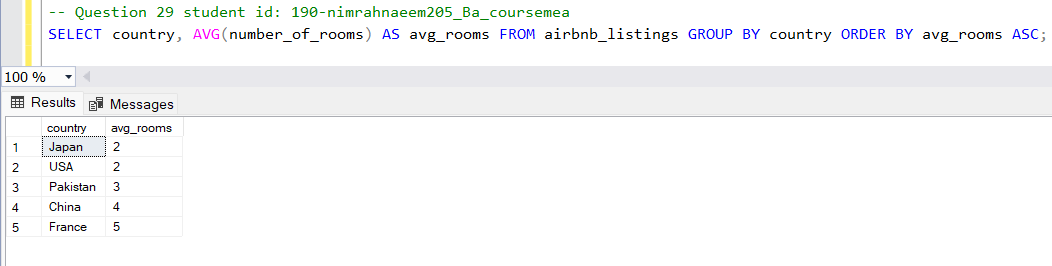 -- Question 29 student id: 190-nimrahnaeem205_Ba_coursemea
SELECT country, AVG(number_of_rooms) AS avg_rooms FROM airbnb_listings GROUP BY country ORDER BY avg_rooms ASC;
100 %
Results Messages
country avg_rooms
1 Japan 2
2 USA 2
3 Pakistan 3
4 China 4
5 France 5